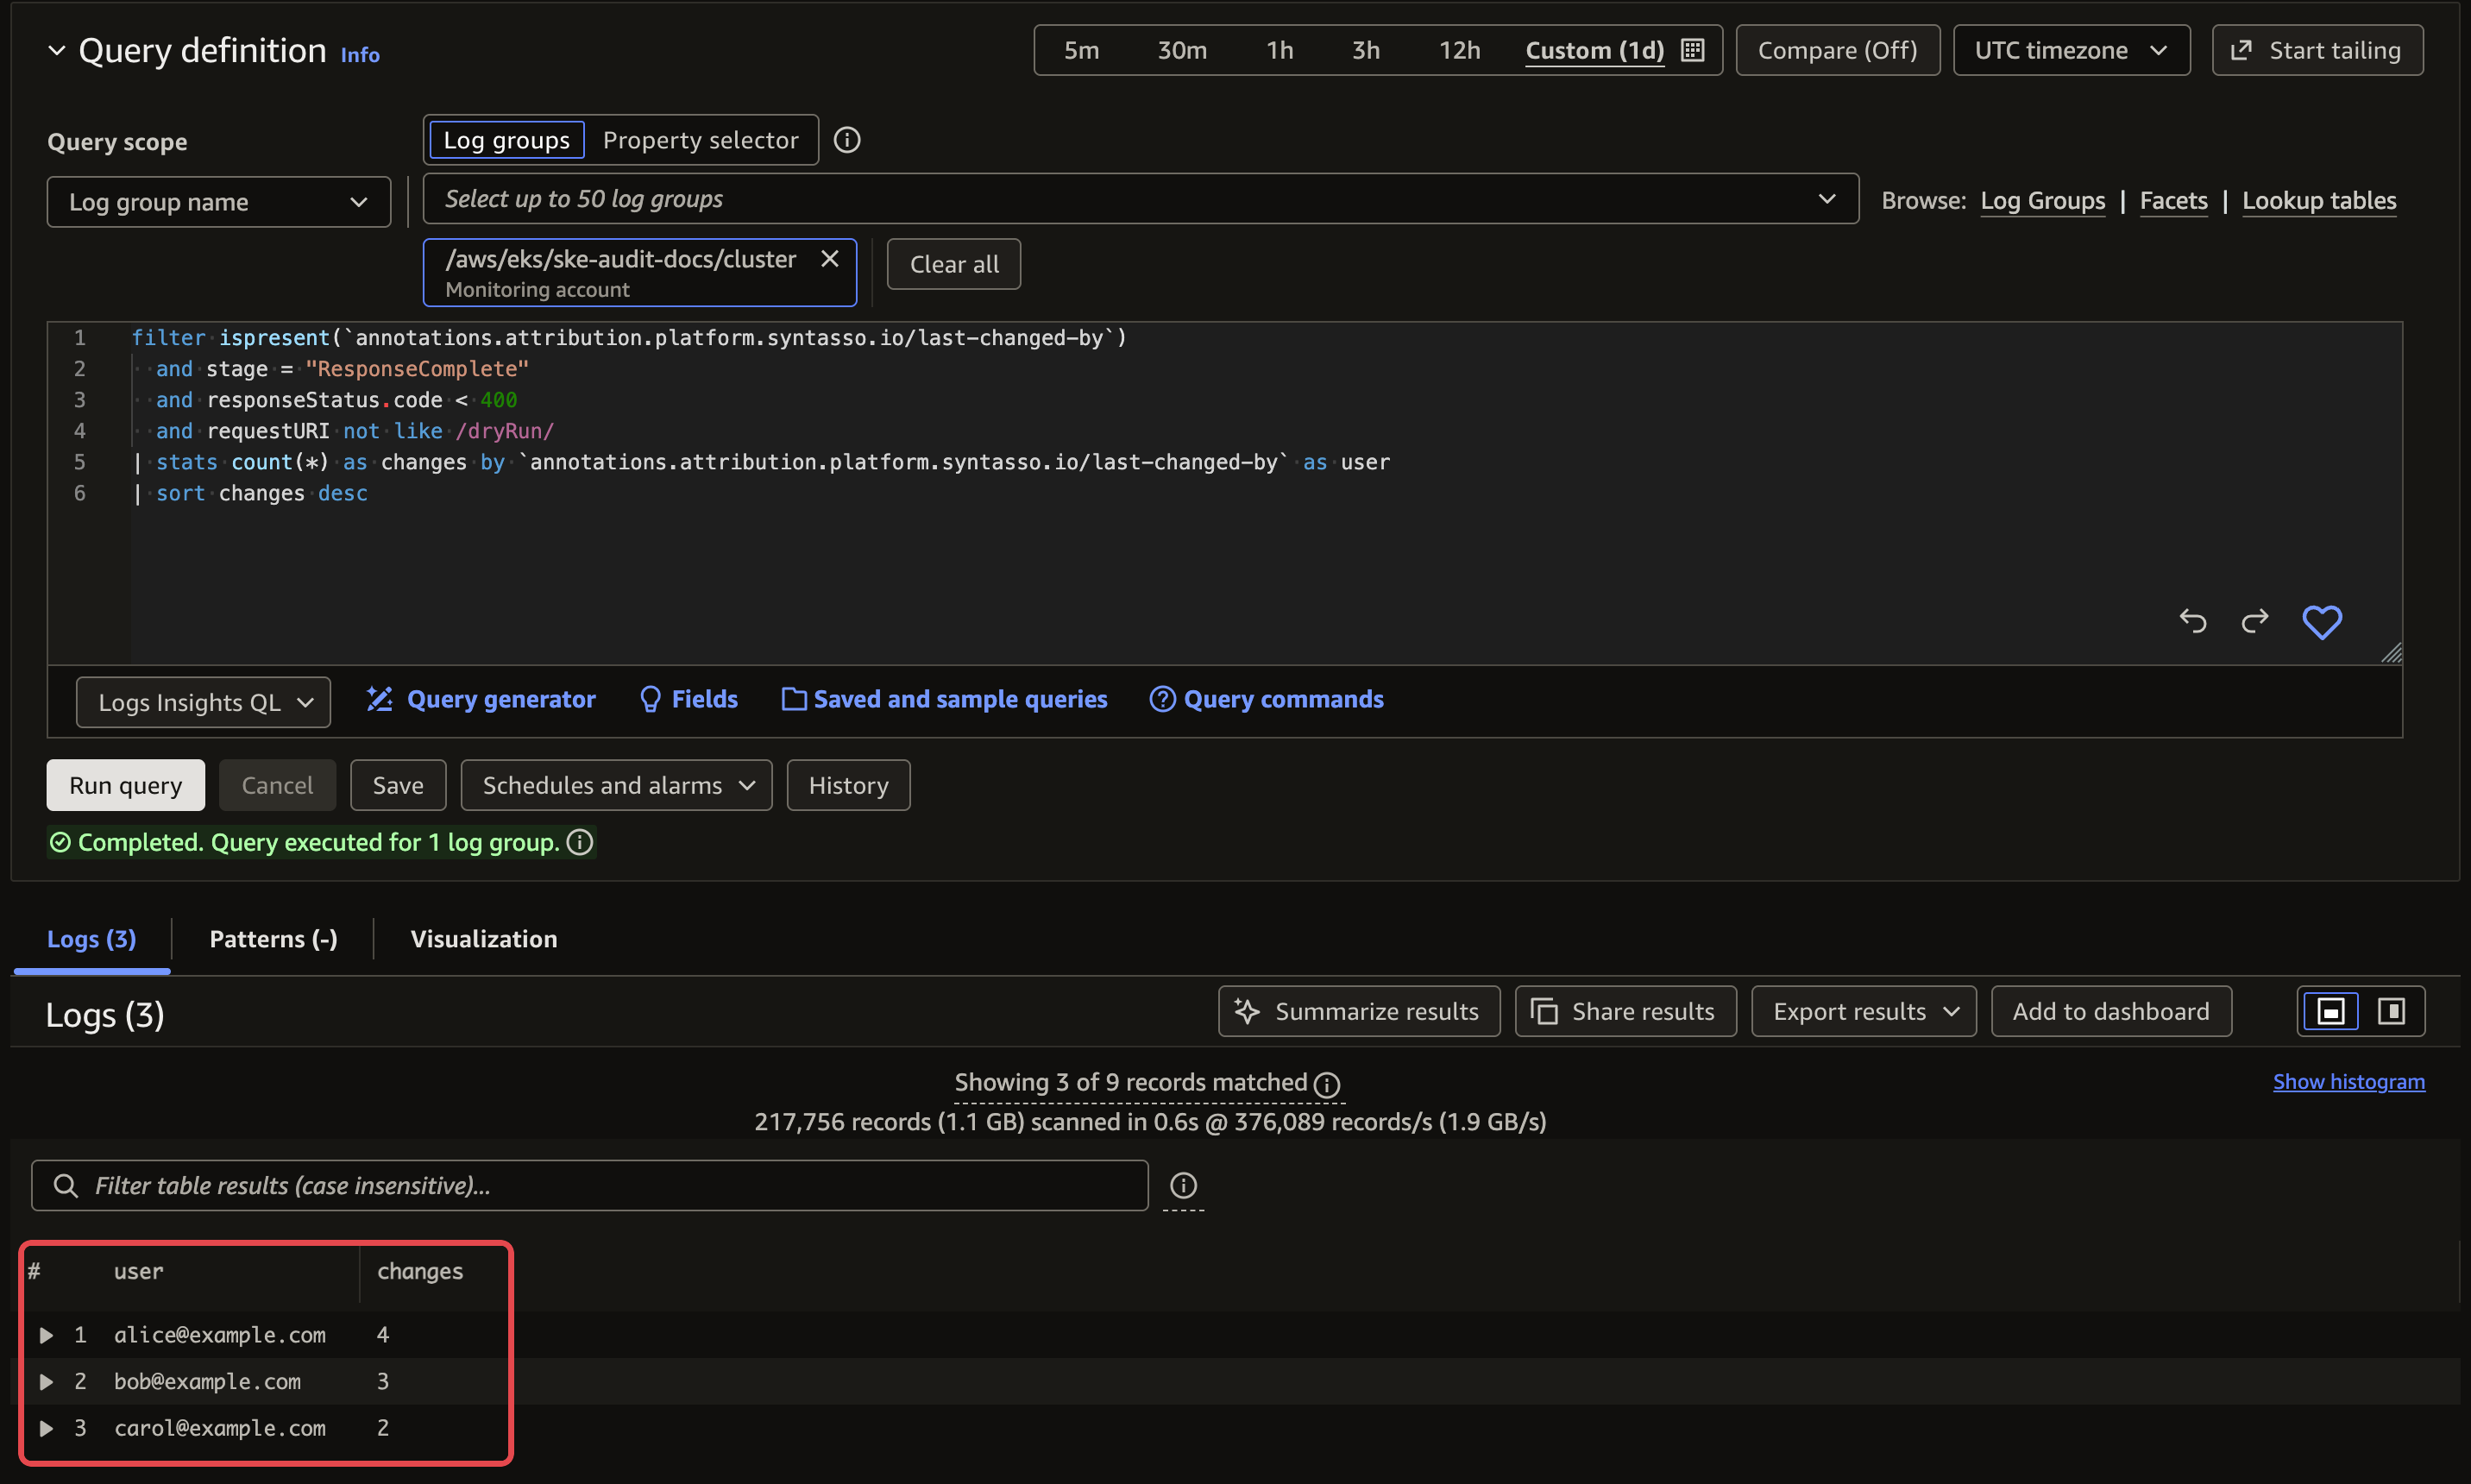 Query definition Info
5m 30m 1h 3h 12h Custom (1d) Compare (Off) UTC timezone Start tailing
Query scope
Log groups Property selector
Log group name
Select up to 50 log groups
Browse: Log Groups | Facets | Lookup tables
/aws/eks/ske-audit-docs/cluster
Monitoring account
Clear all
1 filter ispresent(`annotations.attribution.platform.syntasso.io/last-changed-by`)
2 and stage = "ResponseComplete"
3 and responseStatus.code < 400
4 and requestURI not like /dryRun/
5 | stats count(*) as changes by `annotations.attribution.platform.syntasso.io/last-changed-by` as user
6 | sort changes desc
Logs Insights QL Query generator Fields Saved and sample queries Query commands
Run query Cancel Save Schedules and alarms History
Completed. Query executed for 1 log group.
Logs (3) Patterns (-) Visualization
Logs (3)
Summarize results Share results Export results Add to dashboard
Showing 3 of 9 records matched
Show histogram
217,756 records (1.1 GB) scanned in 0.6s @ 376,089 records/s (1.9 GB/s)
Filter table results (case insensitive)...
# user changes
1 alice@example.com 4
2 bob@example.com 3
3 carol@example.com 2